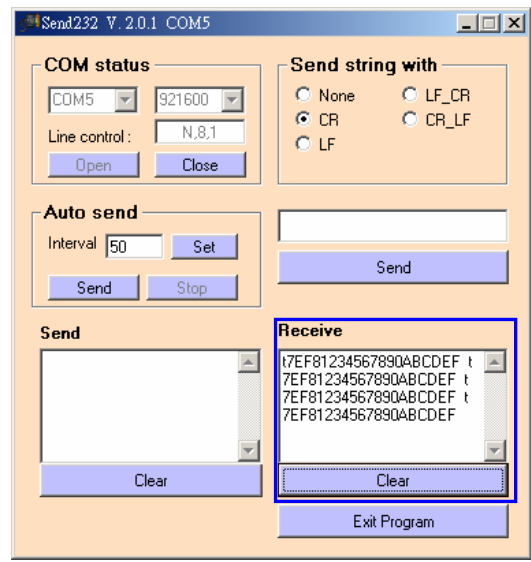 Send232 V. 2.0.1 COM5
COM status
COM5 921600
Line control : N,8,1
Open Close
Send string with
None LF_CR
CR CR_LF
LF
Auto send
Interval 50 Set
Send Stop
Send
Send
Clear
Receive
t7EF81234567890ABCDEF t
7EF81234567890ABCDEF t
7EF81234567890ABCDEF t
7EF81234567890ABCDEF
Clear
Exit Program